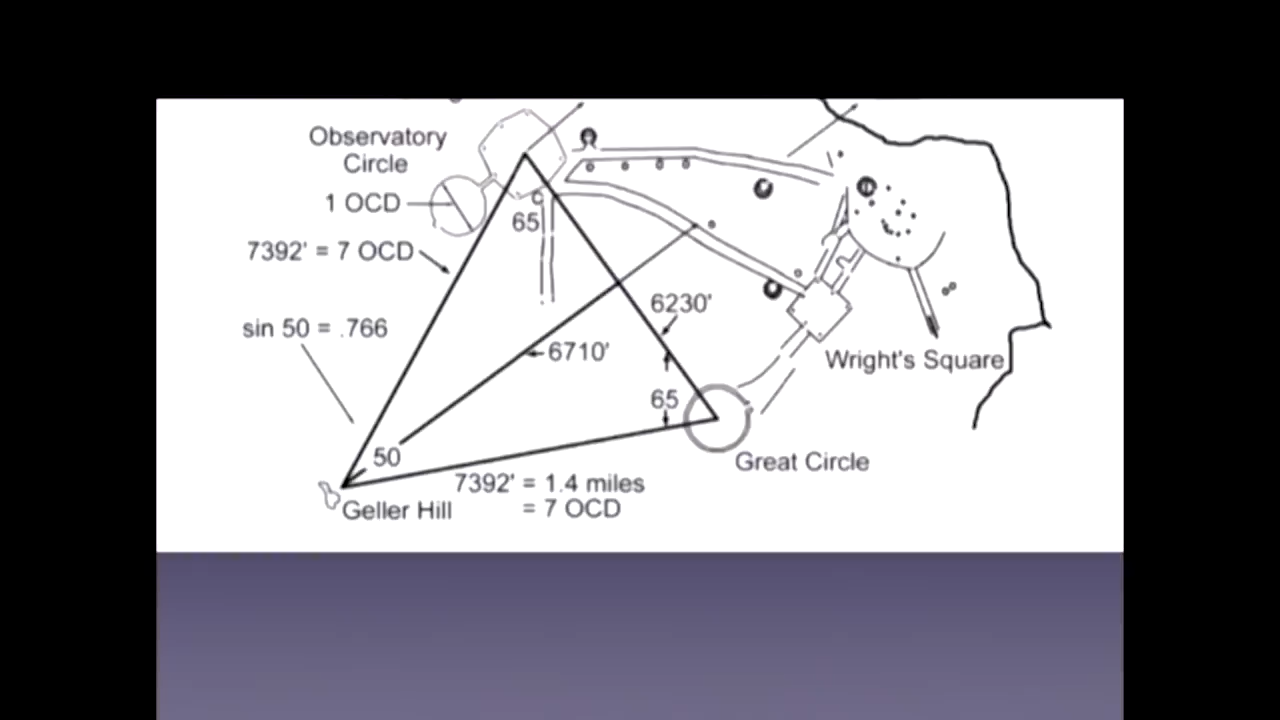 Observatory
Circle
1 OCD
65
7392' = 7 OCD
sin 50 = .766
6230'
6710'
Wright's Square
65
50
Great Circle
7392' = 1.4 miles
= 7 OCD
Geller Hill